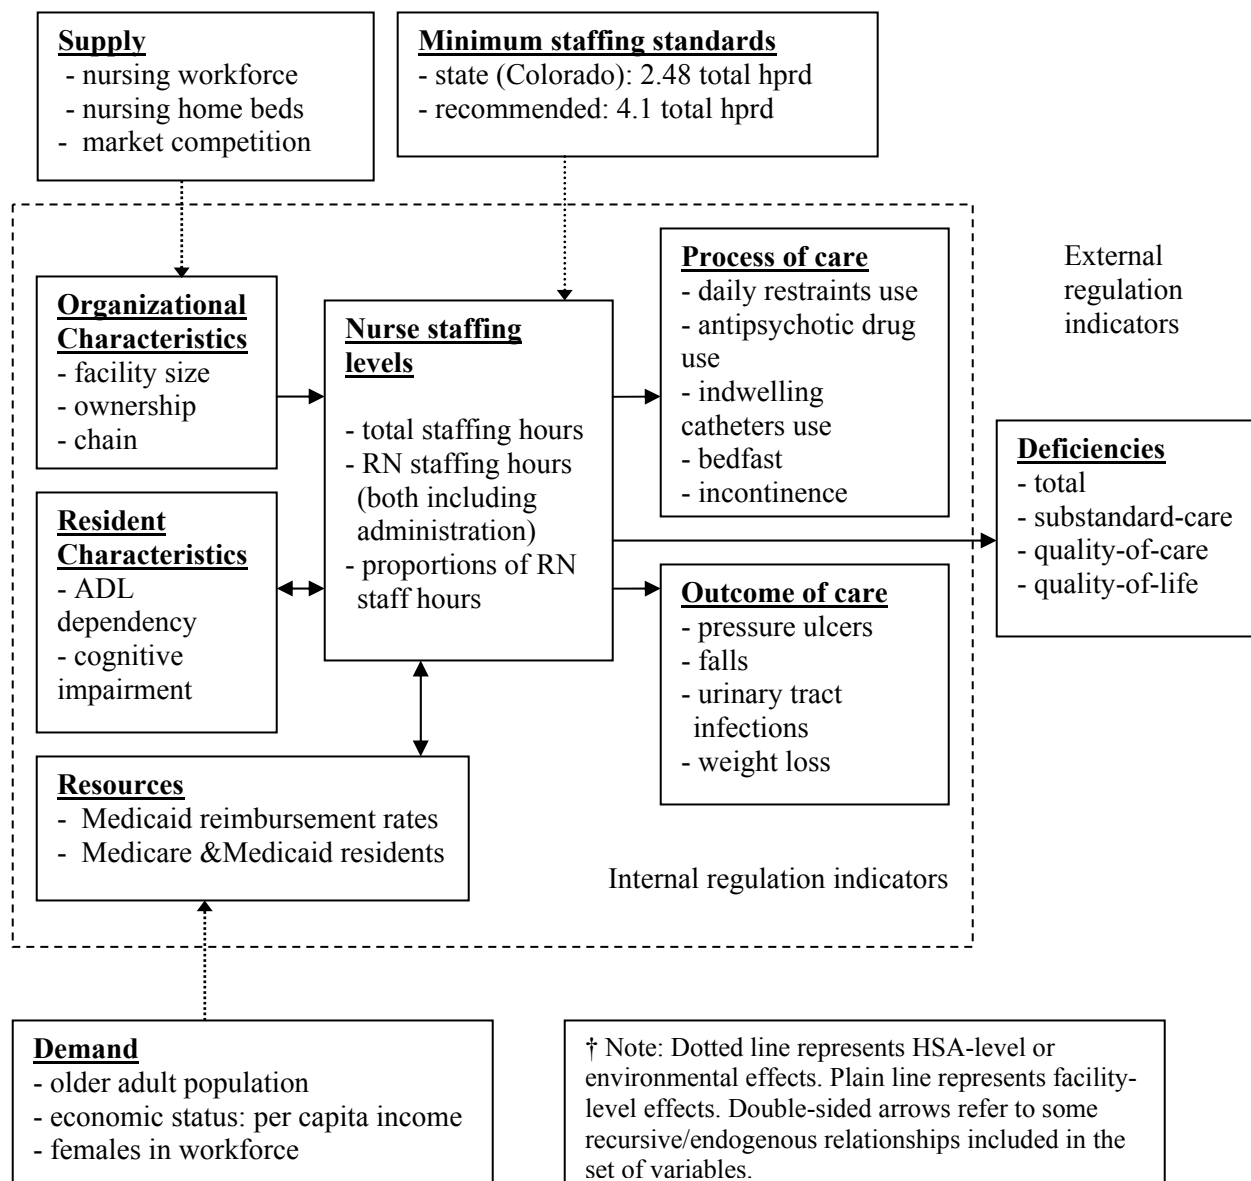 Supply
- nursing workforce
- nursing home beds
- market competition
Minimum staffing standards
- state (Colorado): 2.48 total hprd
- recommended: 4.1 total hprd
Organizational
Characteristics
- facility size
- ownership
- chain
Nurse staffing
levels
- total staffing hours
- RN staffing hours
(both including
administration)
- proportions of RN
staff hours
Process of care
- daily restraints use
- antipsychotic drug
use
- indwelling
catheters use
- bedfast
- incontinence
External
regulation
indicators
Resident
Characteristics
- ADL
dependency
- cognitive
impairment
Outcome of care
- pressure ulcers
- falls
- urinary tract
infections
- weight loss
Deficiencies
- total
- substandard-care
- quality-of-care
- quality-of-life
Resources
- Medicaid reimbursement rates
- Medicare &Medicaid residents
Internal regulation indicators
Demand
- older adult population
- economic status: per capita income
- females in workforce
† Note: Dotted line represents HSA-level or
environmental effects. Plain line represents facility-
level effects. Double-sided arrows refer to some
recursive/endogenous relationships included in the
set of variables.